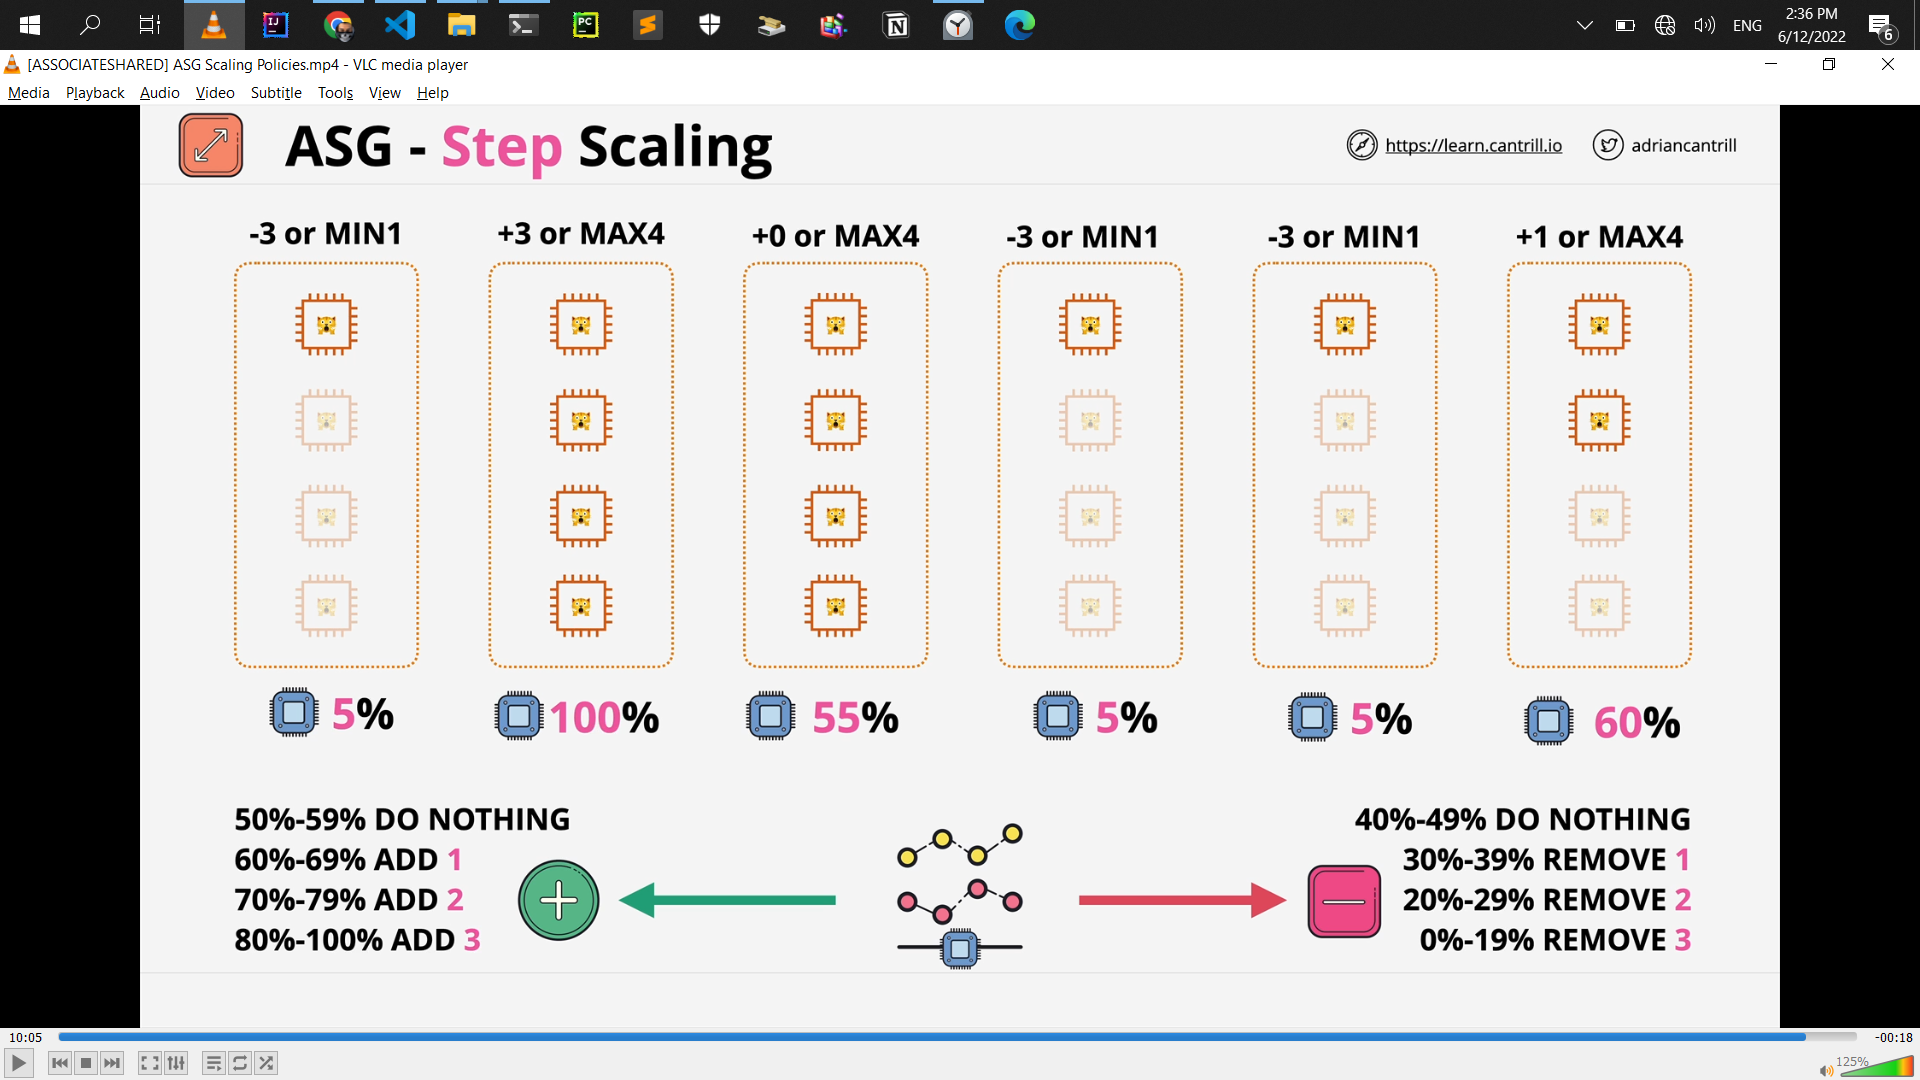 ENG
2:36 PM
6/12/2022
6
[ASSOCIATESHARED] ASG Scaling Policies.mp4 - VLC media player
Media Playback Audio Video Subtitle Tools View Help
ASG - Step Scaling
https://learn.cantrill.io
adriancantrill
-3 or MIN1
+3 or MAX4
+0 or MAX4
-3 or MIN1
-3 or MIN1
+1 or MAX4
5%
100%
55%
5%
5%
60%
50%-59% DO NOTHING
60%-69% ADD 1
70%-79% ADD 2
80%-100% ADD 3
40%-49% DO NOTHING
30%-39% REMOVE 1
20%-29% REMOVE 2
0%-19% REMOVE 3
10:05
-00:18
125%